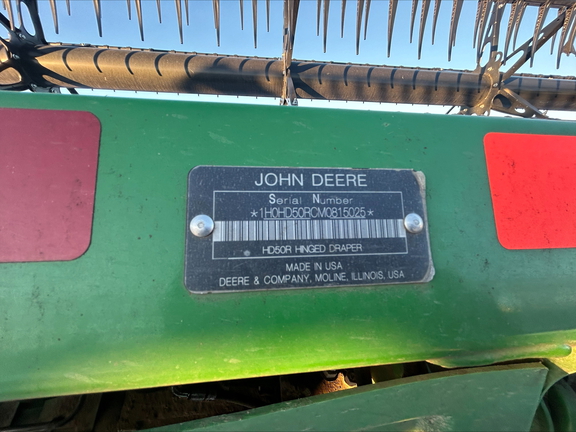 JOHN DEERE
Serial Number
*1H0HD50RCM0815025*
HD50R HINGED DRAPER
MADE IN USA
DEERE & COMPANY, MOLINE, ILLINOIS, USA